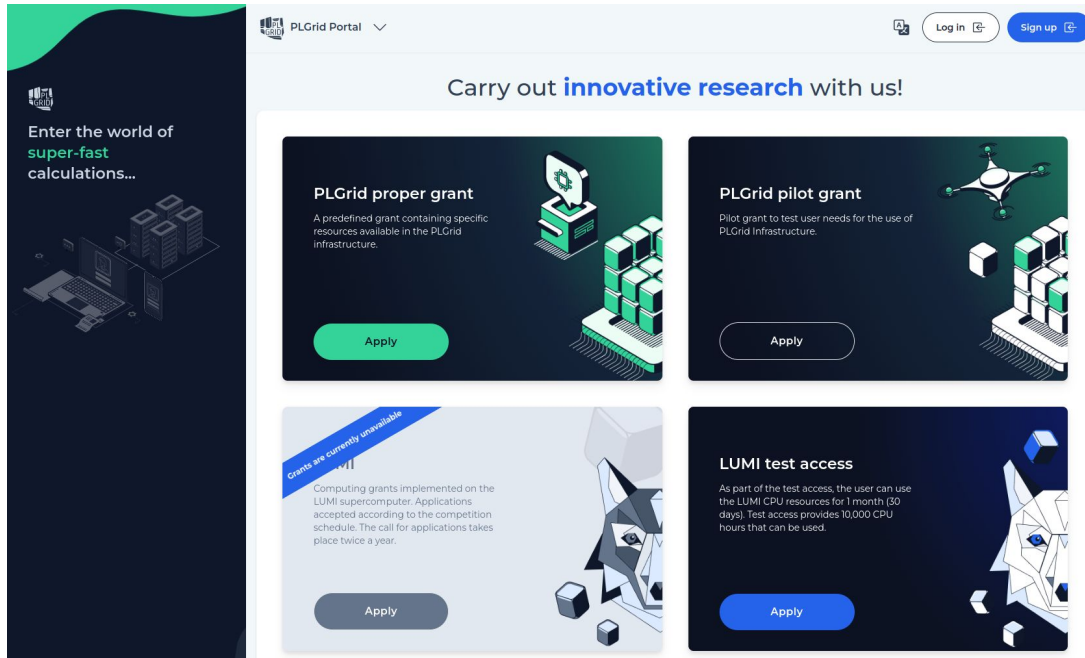 PL
GRID
Enter the world of
super-fast
calculations...
PL
GRID
PLGrid Portal
Log in
Sign up
Carry out innovative research with us!
PLGrid proper grant
A predefined grant containing specific
resources available in the PLGrid
infrastructure.
Apply
PLGrid pilot grant
Pilot grant to test user needs for the use of
PLGrid Infrastructure.
Apply
Grants are currently unavailable
Computing grants implemented on the
LUMI supercomputer. Applications
accepted according to the competition
schedule. The call for applications takes
place twice a year.
Apply
LUMI test access
As part of the test access, the user can use
the LUMI CPU resources for 1 month (30
days). Test access provides 10,000 CPU
hours that can be used.
Apply